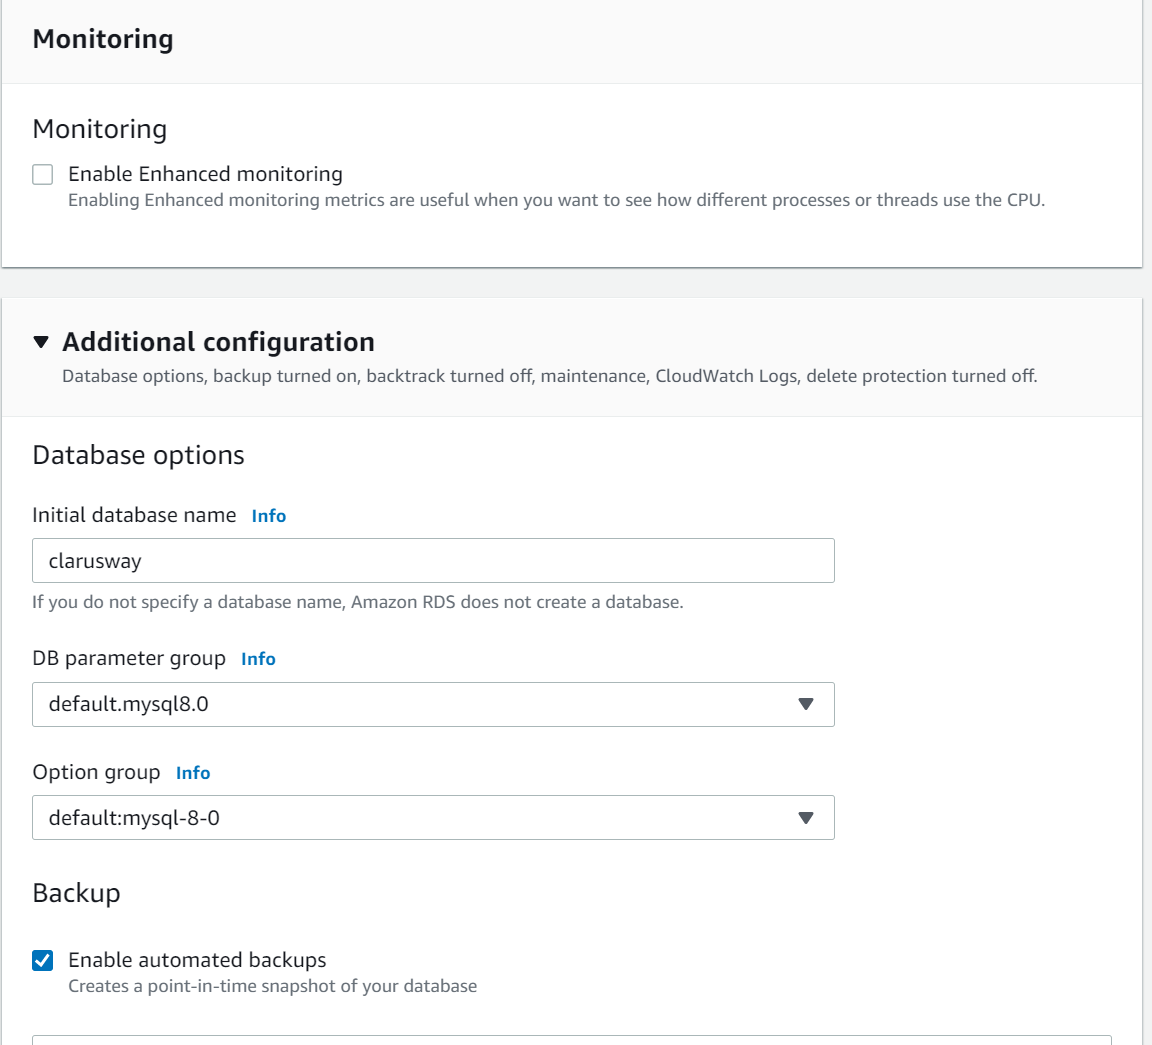 Monitoring
Monitoring
Enable Enhanced monitoring
Enabling Enhanced monitoring metrics are useful when you want to see how different processes or threads use the CPU.
Additional configuration
Database options, backup turned on, backtrack turned off, maintenance, CloudWatch Logs, delete protection turned off.
Database options
Initial database name Info
clarusway
If you do not specify a database name, Amazon RDS does not create a database.
DB parameter group Info
default.mysql8.0
Option group Info
default:mysql-8-0
Backup
Enable automated backups
Creates a point-in-time snapshot of your database